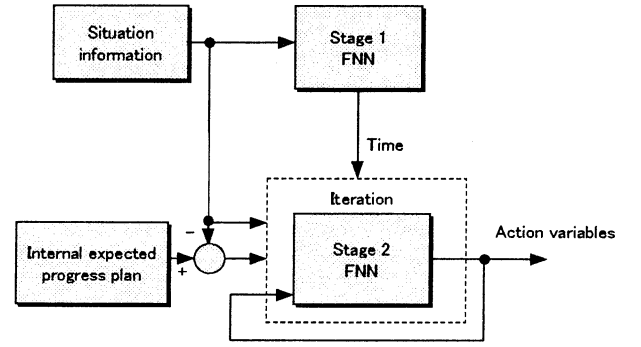 Situation
information
Stage 1
FNN
Time
Iteration
−
Internal expected
progress plan
+
Stage 2
FNN
Action variables